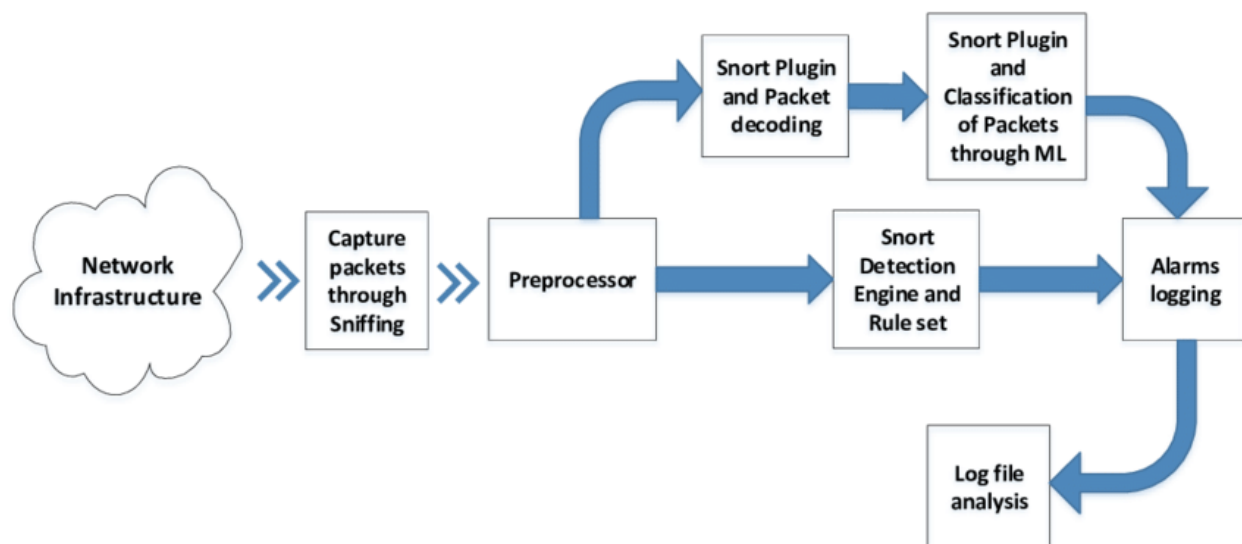 Network
Infrastructure
Capture
packets
through
Sniffing
Preprocessor
Snort Plugin
and Packet
decoding
Snort Plugin
and
Classification
of Packets
through ML
Snort
Detection
Engine and
Rule set
Alarms
logging
Log file
analysis